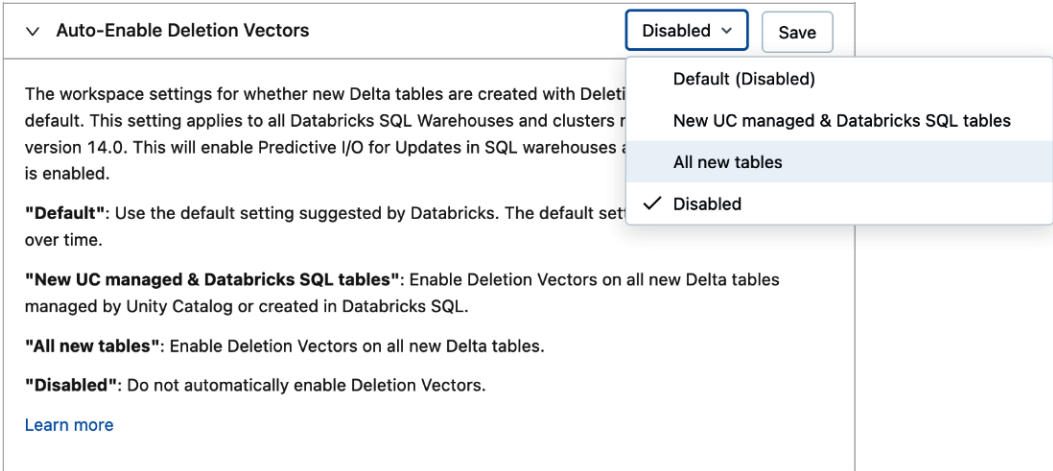 Auto-Enable Deletion Vectors
Disabled
Save
Default (Disabled)
New UC managed & Databricks SQL tables
All new tables
Disabled
The workspace settings for whether new Delta tables are created with
default. This setting applies to all Databricks SQL Warehouses and clusters
version 14.0. This will enable Predictive I/O for Updates in SQL warehouses
is enabled.
"Default": Use the default setting suggested by Databricks. The default
over time.
"New UC managed & Databricks SQL tables": Enable Deletion Vectors on all new Delta tables
managed by Unity Catalog or created in Databricks SQL.
"All new tables": Enable Deletion Vectors on all new Delta tables.
"Disabled": Do not automatically enable Deletion Vectors.
Learn more